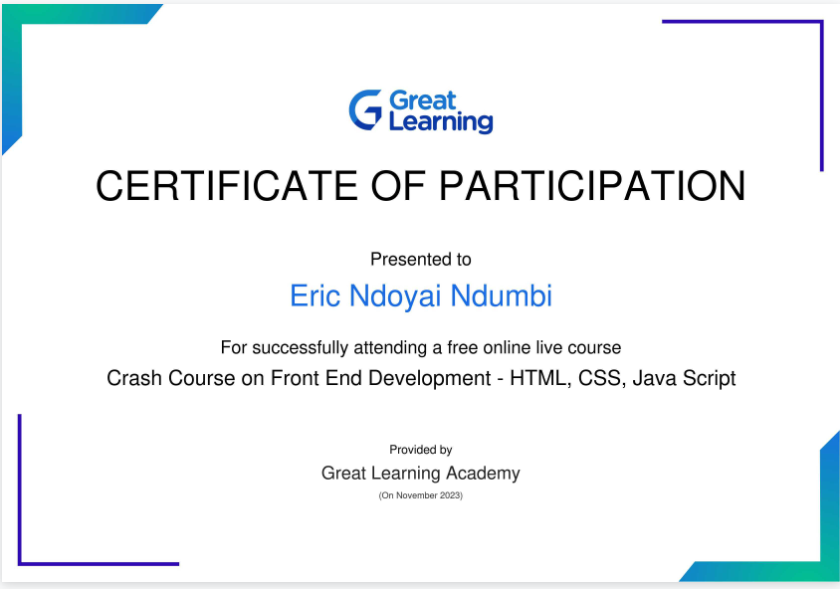 Great
Learning
CERTIFICATE OF PARTICIPATION
Presented to
Eric Ndoyai Ndumbi
For successfully attending a free online live course
Crash Course on Front End Development - HTML, CSS, Java Script
Provided by
Great Learning Academy
(On November 2023)